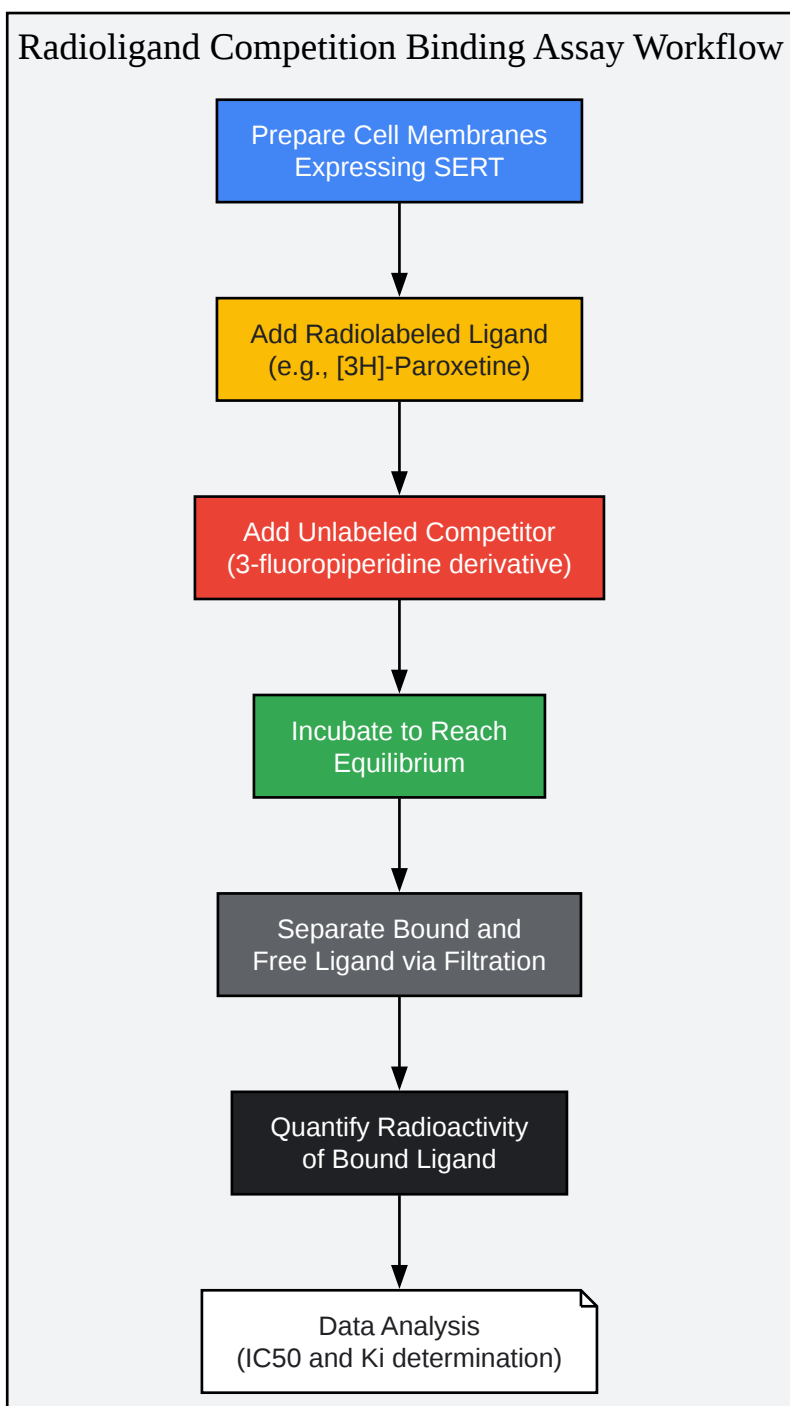 Radioligand Competition Binding Assay Workflow
Prepare Cell Membranes
Expressing SERT
Add Radiolabeled Ligand
(e.g., [3H]-Paroxetine)
Add Unlabeled Competitor
(3-fluoropiperidine derivative)
Incubate to Reach
Equilibrium
Separate Bound and
Free Ligand via Filtration
Quantify Radioactivity
of Bound Ligand
Data Analysis
(IC50 and Ki determination)